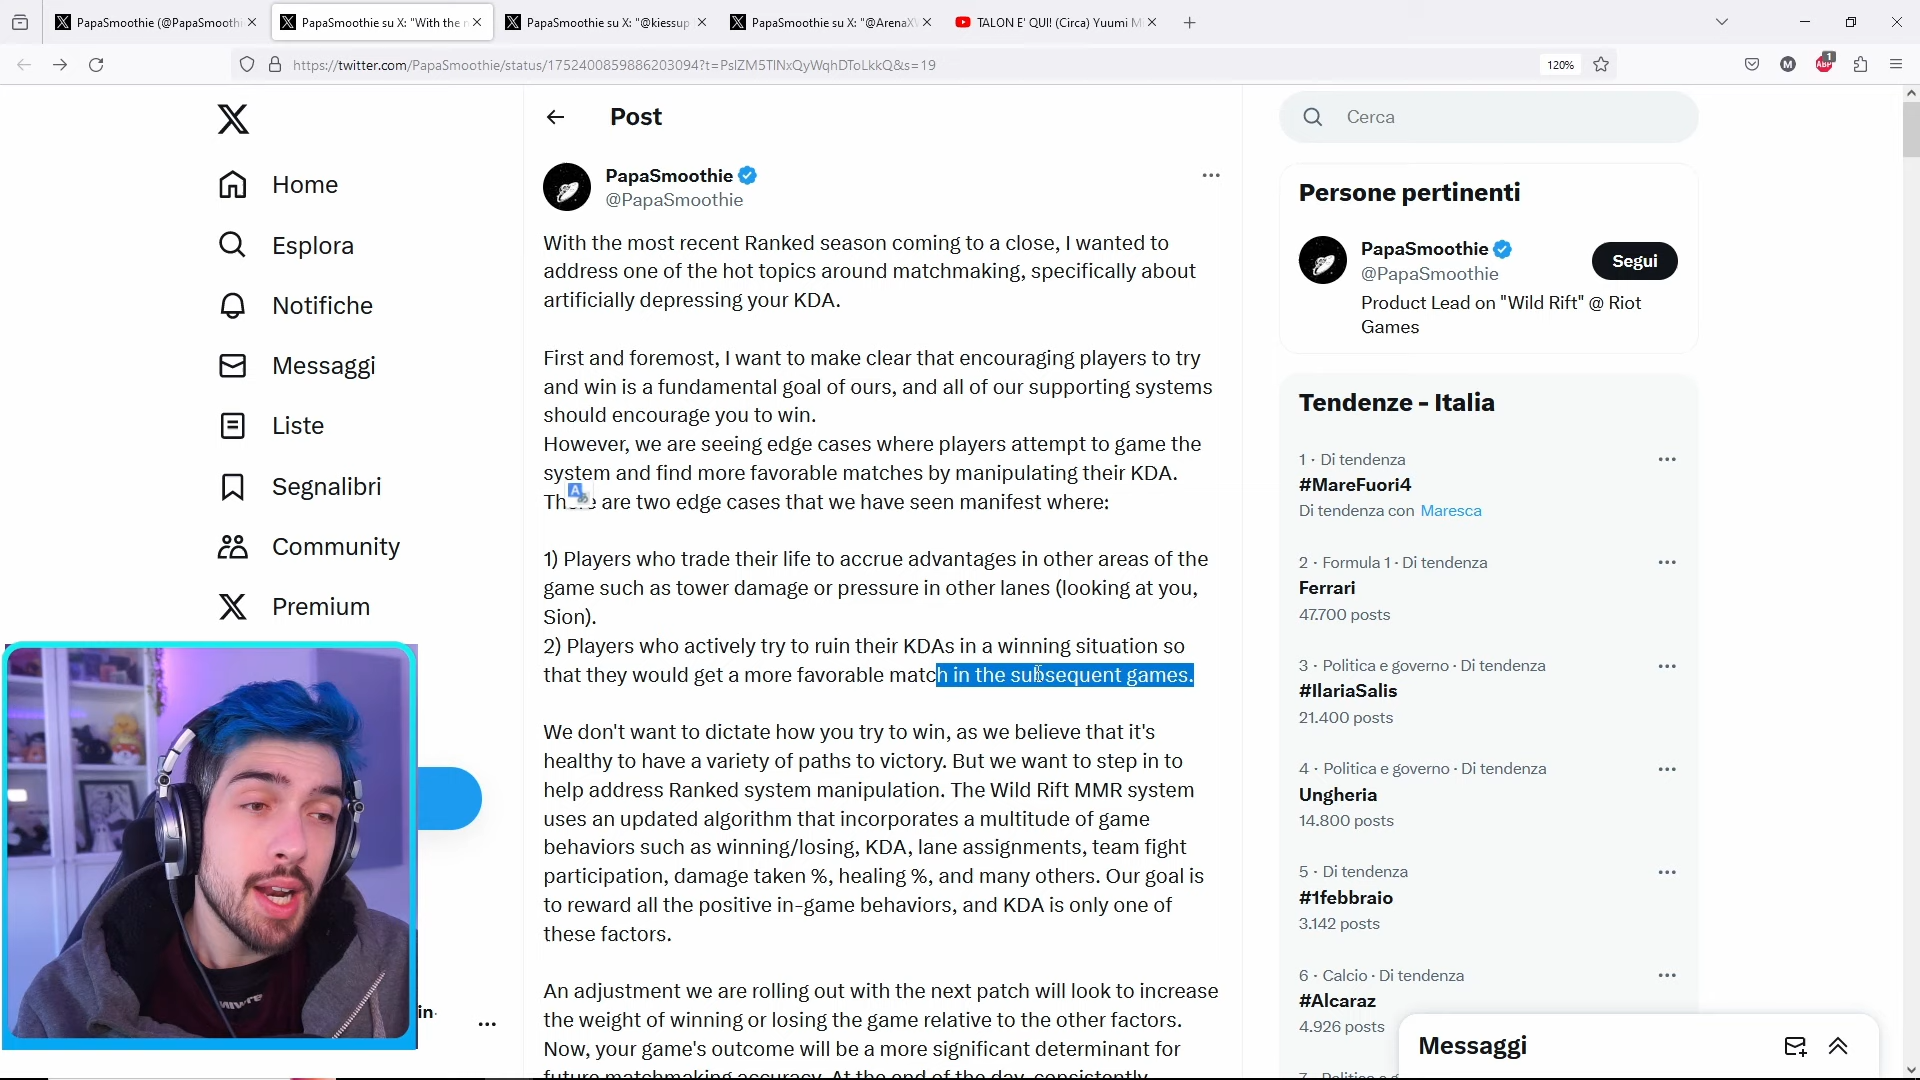 PapaSmoothie (@PapaSmooth
PapaSmoothie su X: "With the
PapaSmoothie su X: "@kiessup
PapaSmoothie su X: "@ArenaX
TALON E' QUI! (Circa) Yuumi M
https://twitter.com/PapaSmoothie/status/1752400859886203094?t=PslZM5TlNxQyWqhDToLkkQ&s=19
120%
M
ABP
1
Home
Esplora
Notifiche
Messaggi
Liste
Segnalibri
Community
Premium
Post
PapaSmoothie
@PapaSmoothie
With the most recent Ranked season coming to a close, I wanted to
address one of the hot topics around matchmaking, specifically about
artificially depressing your KDA.
First and foremost, I want to make clear that encouraging players to try
and win is a fundamental goal of ours, and all of our supporting systems
should encourage you to win.
However, we are seeing edge cases where players attempt to game the
system and find more favorable matches by manipulating their KDA.
There are two edge cases that we have seen manifest where:
1) Players who trade their life to accrue advantages in other areas of the
game such as tower damage or pressure in other lanes (looking at you,
Sion).
2) Players who actively try to ruin their KDAs in a winning situation so
that they would get a more favorable match in the subsequent games.
We don't want to dictate how you try to win, as we believe that it's
healthy to have a variety of paths to victory. But we want to step in to
help address Ranked system manipulation. The Wild Rift MMR system
uses an updated algorithm that incorporates a multitude of game
behaviors such as winning/losing, KDA, lane assignments, team fight
participation, damage taken %, healing %, and many others. Our goal is
to reward all the positive in-game behaviors, and KDA is only one of
these factors.
An adjustment we are rolling out with the next patch will look to increase
the weight of winning or losing the game relative to the other factors.
Now, your game's outcome will be a more significant determinant for
future matchmaking accuracy. At the end of the day, consistently
Cerca
Persone pertinenti
PapaSmoothie
@PapaSmoothie
Segui
Product Lead on "Wild Rift" @ Riot
Games
Tendenze - Italia
1 · Di tendenza
#MareFuori4
Di tendenza con Maresca
2 · Formula 1 · Di tendenza
Ferrari
47.700 posts
3 · Politica e governo · Di tendenza
#IlariaSalis
21.400 posts
4 · Politica e governo · Di tendenza
Ungheria
14.800 posts
5 · Di tendenza
#1febbraio
3.142 posts
6 · Calcio · Di tendenza
#Alcaraz
4.926 posts
Messaggi